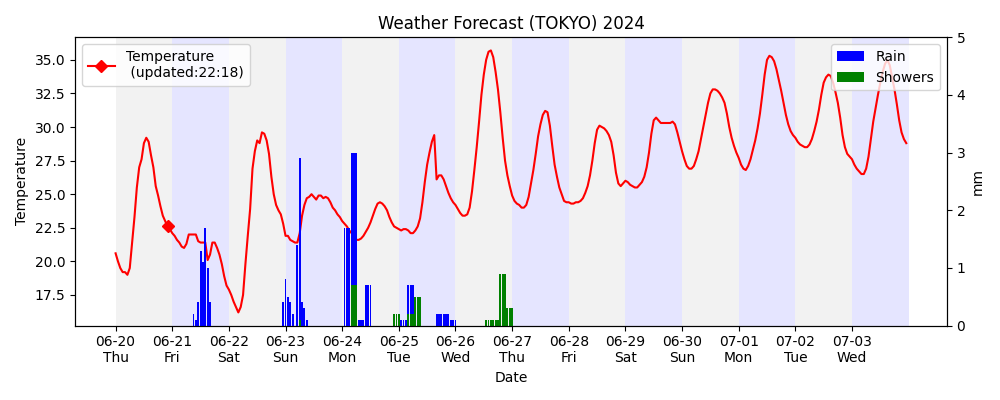 Weather Forecast (TOKYO) 2024
Temperature
(updated:22:18)
Rain
Showers
Temperature
35.0
32.5
30.0
27.5
25.0
22.5
20.0
17.5
5
4
3
2
1
0
mm
06-20 06-21 06-22 06-23 06-24 06-25 06-26 06-27 06-28 06-29 06-30 07-01 07-02 07-03
Thu Fri Sat Sun Mon Tue Wed Thu Fri Sat Sun Mon Tue Wed
Date